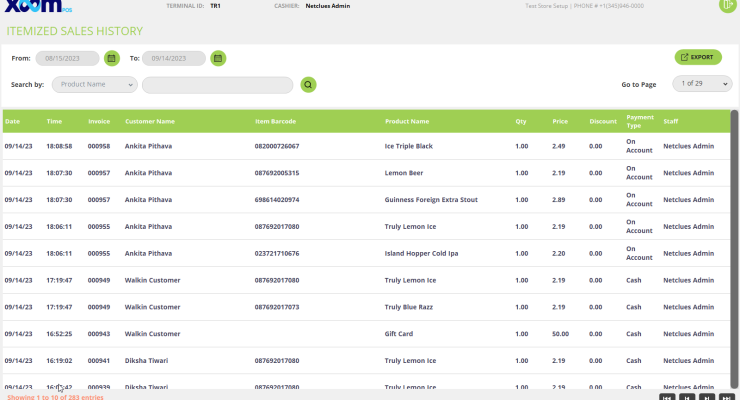 xoom POS TERMINAL ID: TR1 CASHIER: Netclues Admin Test Store Setup | PHONE # +1(345)646-0000
ITEMIZED SALES HISTORY
From: 08/15/2023 To: 09/14/2023 EXPORT
Search by: Product Name Go to Page 1 of 29
Date Time Invoice Customer Name Item Barcode Product Name Qty Price Discount Payment Type Staff
09/14/23 18:08:58 000958 Ankita Pithava 082000726067 Ice Triple Black 1.00 2.49 0.00 On Account Netclues Admin
09/14/23 18:07:30 000957 Ankita Pithava 087692005315 Lemon Beer 1.00 2.19 0.00 On Account Netclues Admin
09/14/23 18:07:30 000957 Ankita Pithava 698614020974 Guinness Foreign Extra Stout 1.00 2.89 0.00 On Account Netclues Admin
09/14/23 18:06:11 000955 Ankita Pithava 087692017080 Truly Lemon Ice 1.00 2.19 0.00 On Account Netclues Admin
09/14/23 18:06:11 000955 Ankita Pithava 023721710676 Island Hopper Cold Ipa 1.00 2.20 0.00 On Account Netclues Admin
09/14/23 17:19:47 000949 Walkin Customer 087692017080 Truly Lemon Ice 1.00 2.19 0.00 Cash Netclues Admin
09/14/23 17:19:47 000949 Walkin Customer 087692017073 Truly Blue Razz 1.00 2.19 0.00 Cash Netclues Admin
09/14/23 16:52:25 000943 Walkin Customer Gift Card 1.00 50.00 0.00 Cash Netclues Admin
09/14/23 16:19:02 000941 Diksha Tiwari 087692017080 Truly Lemon Ice 1.00 2.19 0.00 Cash Netclues Admin
09/14/23 000939 Diksha Tiwari 087692017080 Truly Lemon Ice 1.00 2.19 0.00 Cash Netclues Admin
Showing 1 to 10 of 283 entries